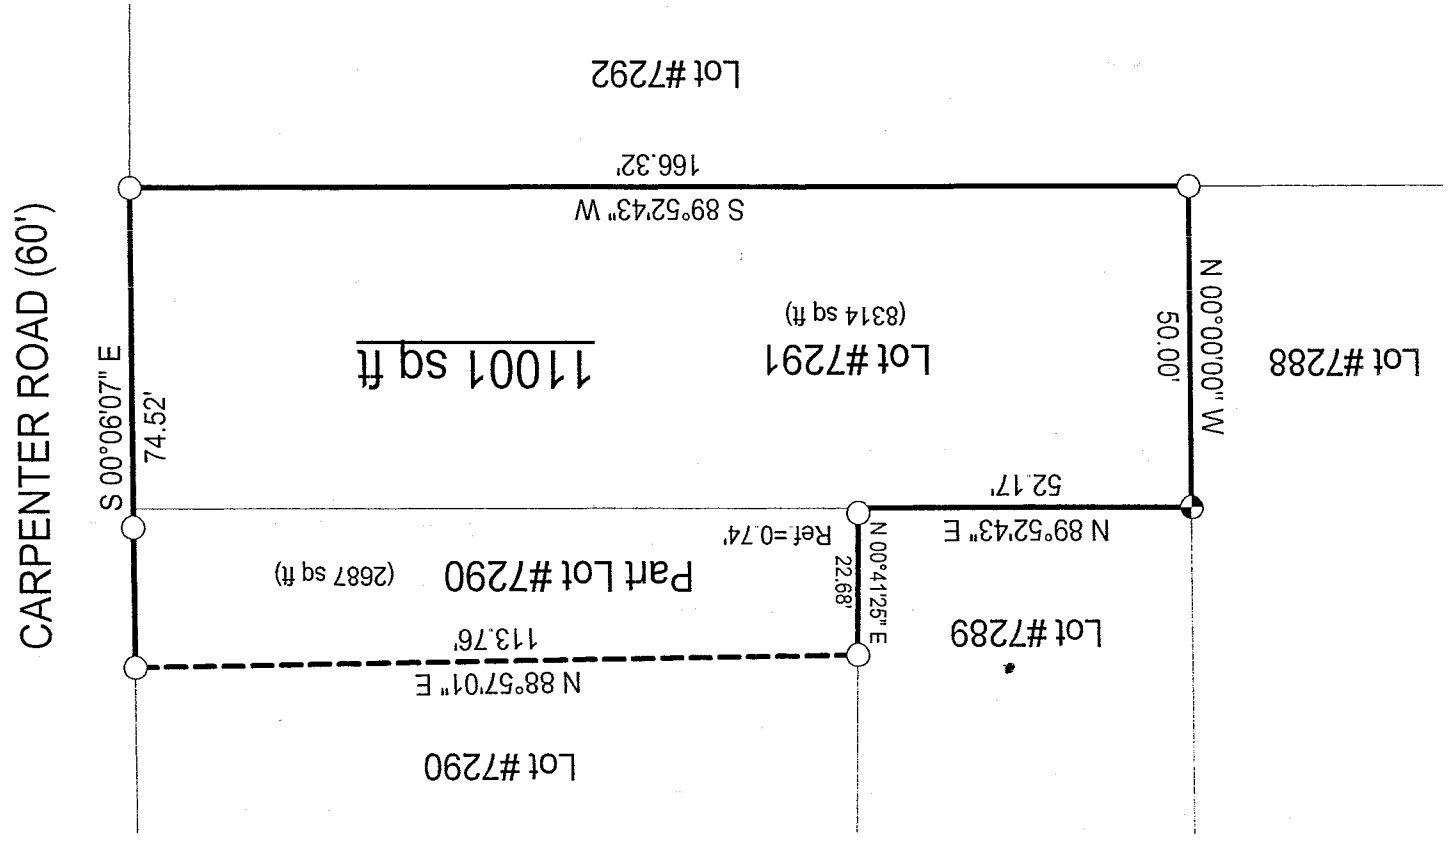 Lot #7292
166.32'
S 89°52'43" W
CARPENTER ROAD (60')
S 00°06'07" E
74.52'
(8314 sq ft)
Lot #7291
11001 sq ft
N 00°00'00" W
50.00'
Lot #7288
52.17'
N 89°52'43" E
Ref.=0.74'
N 00°41'25" E
22.68'
Part Lot #7290
(2687 sq ft)
Lot #7289
113.76'
N 88°57'01" E
Lot #7290